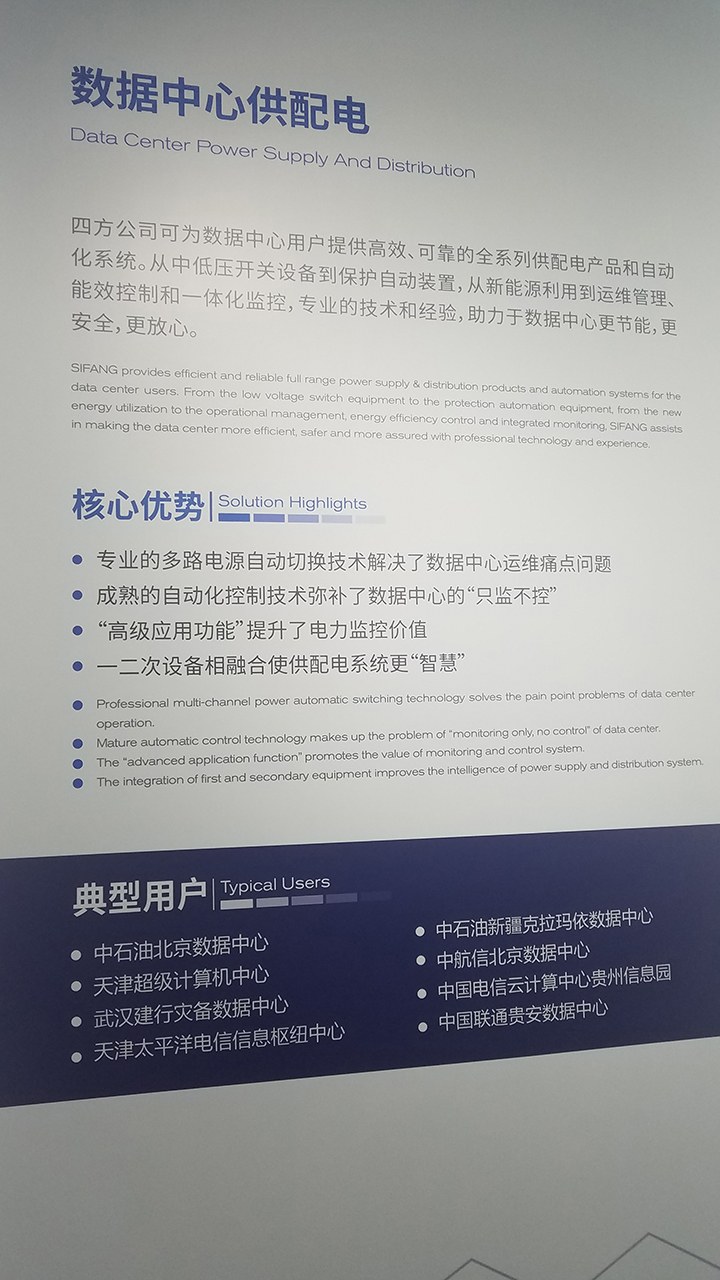 数据中心供配电
Data Center Power Supply And Distribution
四方公司可为数据中心用户提供高效、可靠的全系列供配电产品和自动
化系统。从中低压开关设备到保护自动装置，从新能源利用到运维管理、
能效控制和一体化监控，专业的技术和经验，助力于数据中心更节能，更
安全，更放心。
SIFANG provides efficient and reliable full range power supply & distribution products and automation systems for the
data center users. From the low voltage switch equipment to the protection automation equipment, from the new
energy utilization to the operational management, energy efficiency control and integrated monitoring, SIFANG assists
in making the data center more efficient, safer and more assured with professional technology and experience.
核心优势 Solution Highlights
专业的多路电源自动切换技术解决了数据中心运维痛点问题
成熟的自动化控制技术弥补了数据中心的“只监不控”
“高级应用功能”提升了电力监控价值
一二次设备相融合使供配电系统更“智慧”
Professional multi-channel power automatic switching technology solves the pain point problems of data center
operation.
Mature automatic control technology makes up the problem of “monitoring only, no control” of data center.
The “advanced application function” promotes the value of monitoring and control system.
The integration of first and secondary equipment improves the intelligence of power supply and distribution system.
典型用户 Typical Users
中石油北京数据中心
天津超级计算机中心
武汉建行灾备数据中心
天津太平洋电信信息枢纽中心
中石油新疆克拉玛依数据中心
中航信北京数据中心
中国电信云计算中心贵州信息园
中国联通贵安数据中心